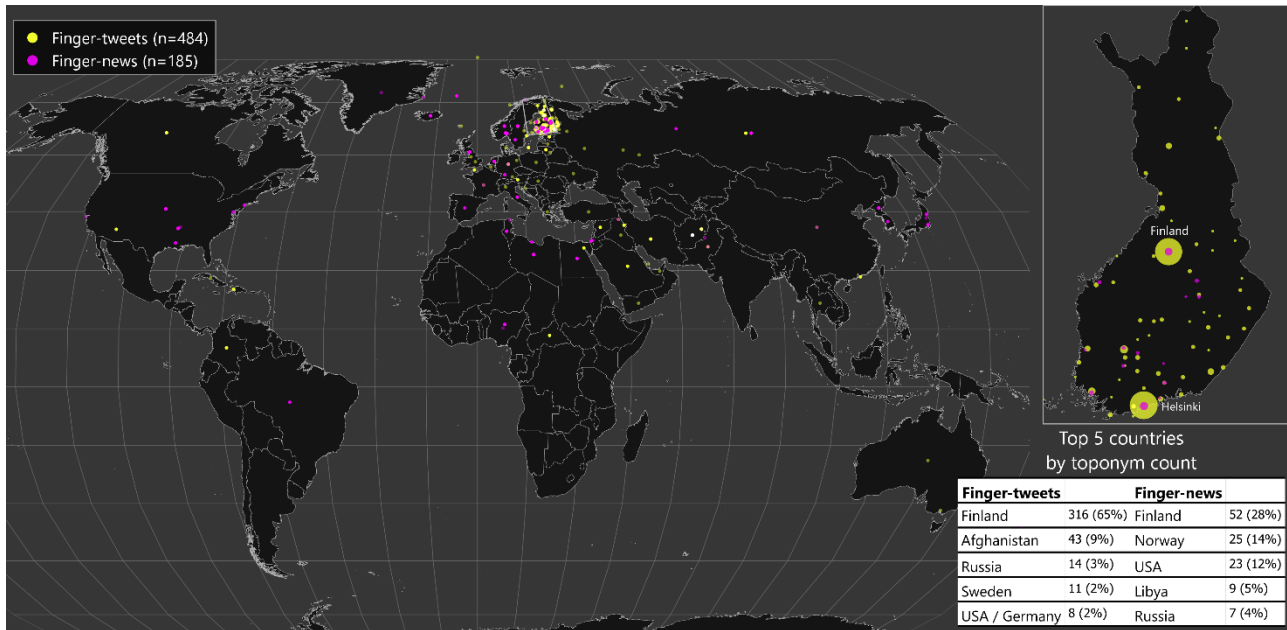 Finger-tweets (n=484)
Finger-news (n=185)
Finland
Helsinki
Top 5 countries
by toponym count
Finger-tweets Finger-news
Finland 316 (65%) Finland 52 (28%)
Afghanistan 43 (9%) Norway 25 (14%)
Russia 14 (3%) USA 23 (12%)
Sweden 11 (2%) Libya 9 (5%)
USA / Germany 8 (2%) Russia 7 (4%)